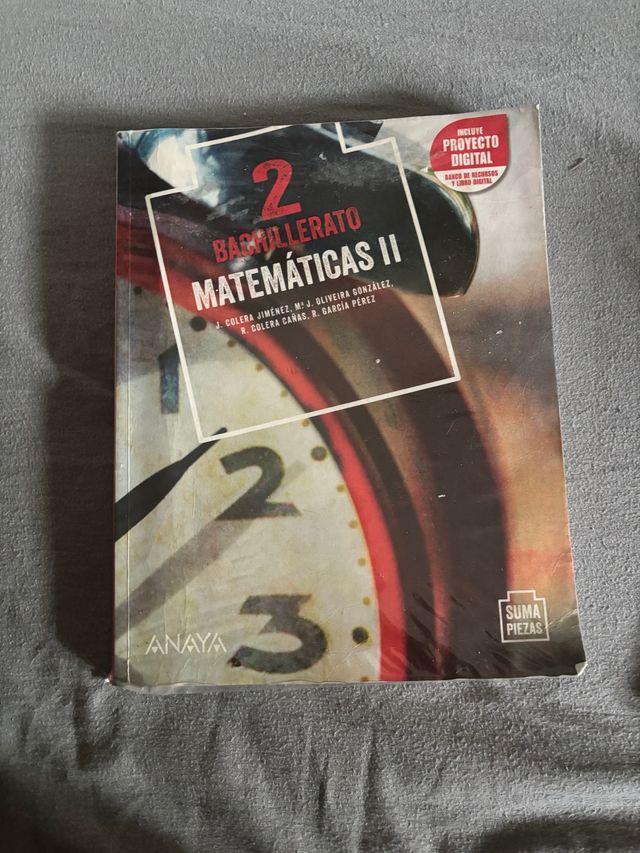 INCLUYE
PROYECTO
DIGITAL
BANCO DE RECURSOS
Y LIBRO DIGITAL
2
BACHILLERATO
MATEMÁTICAS II
J. COLERA JIMÉNEZ, Mª J. OLIVEIRA GONZÁLEZ,
R. COLERA CAÑAS, R. GARCÍA PÉREZ
1
2
3
ANAYA
SUMA
PIEZAS